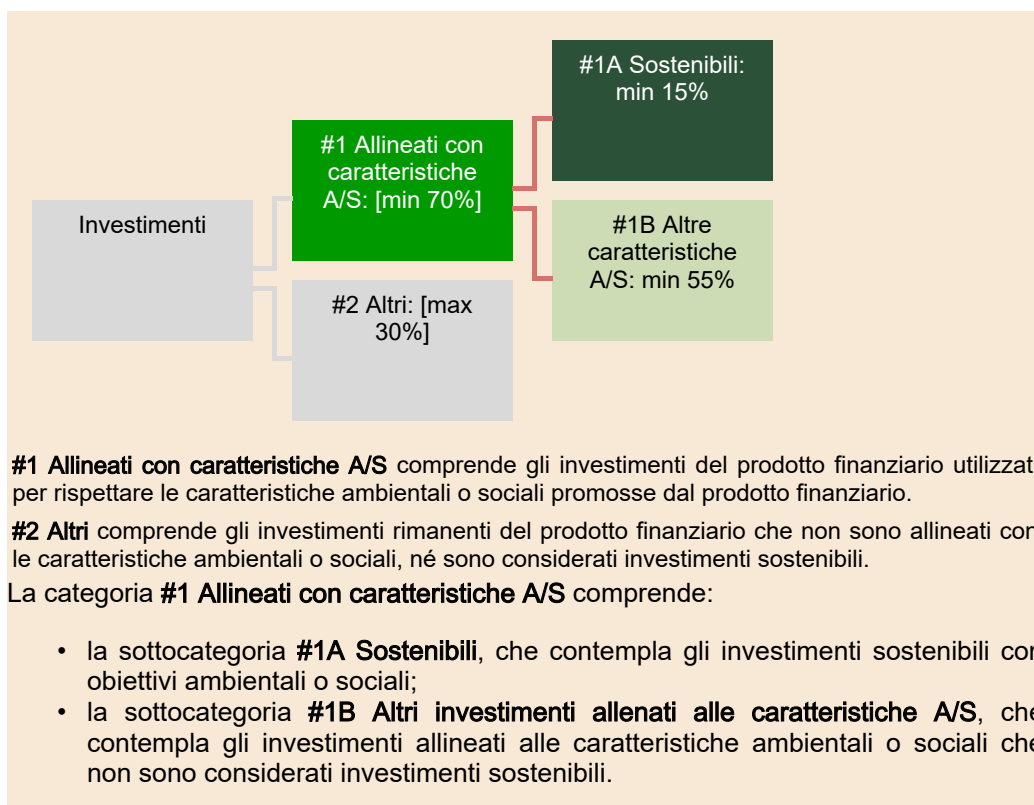 #1A Sostenibili:
min 15%
#1 Allineati con
caratteristiche
A/S: [min 70%]
Investimenti
#1B Altre
caratteristiche
A/S: min 55%
#2 Altri: [max
30%]
#1 Allineati con caratteristiche A/S comprende gli investimenti del prodotto finanziario utilizzat
per rispettare le caratteristiche ambientali o sociali promosse dal prodotto finanziario.
#2 Altri comprende gli investimenti rimanenti del prodotto finanziario che non sono allineati con
le caratteristiche ambientali o sociali, né sono considerati investimenti sostenibili.
La categoria #1 Allineati con caratteristiche A/S comprende:
• la sottocategoria #1A Sostenibili, che contempla gli investimenti sostenibili con
obiettivi ambientali o sociali;
• la sottocategoria #1B Altri investimenti allenati alle caratteristiche A/S, che
contempla gli investimenti allineati alle caratteristiche ambientali o sociali che
non sono considerati investimenti sostenibili.